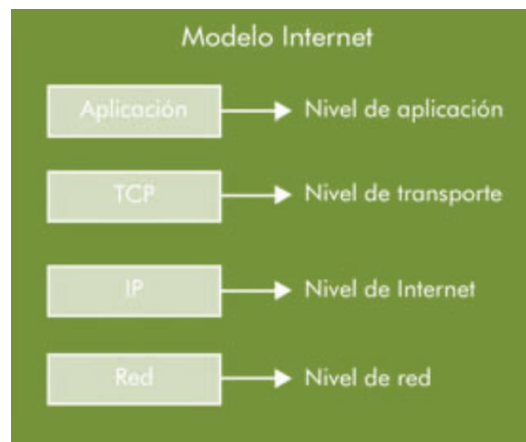 Modelo Internet
Aplicación Nivel de aplicación
TCP Nivel de transporte
IP Nivel de Internet
Red Nivel de red